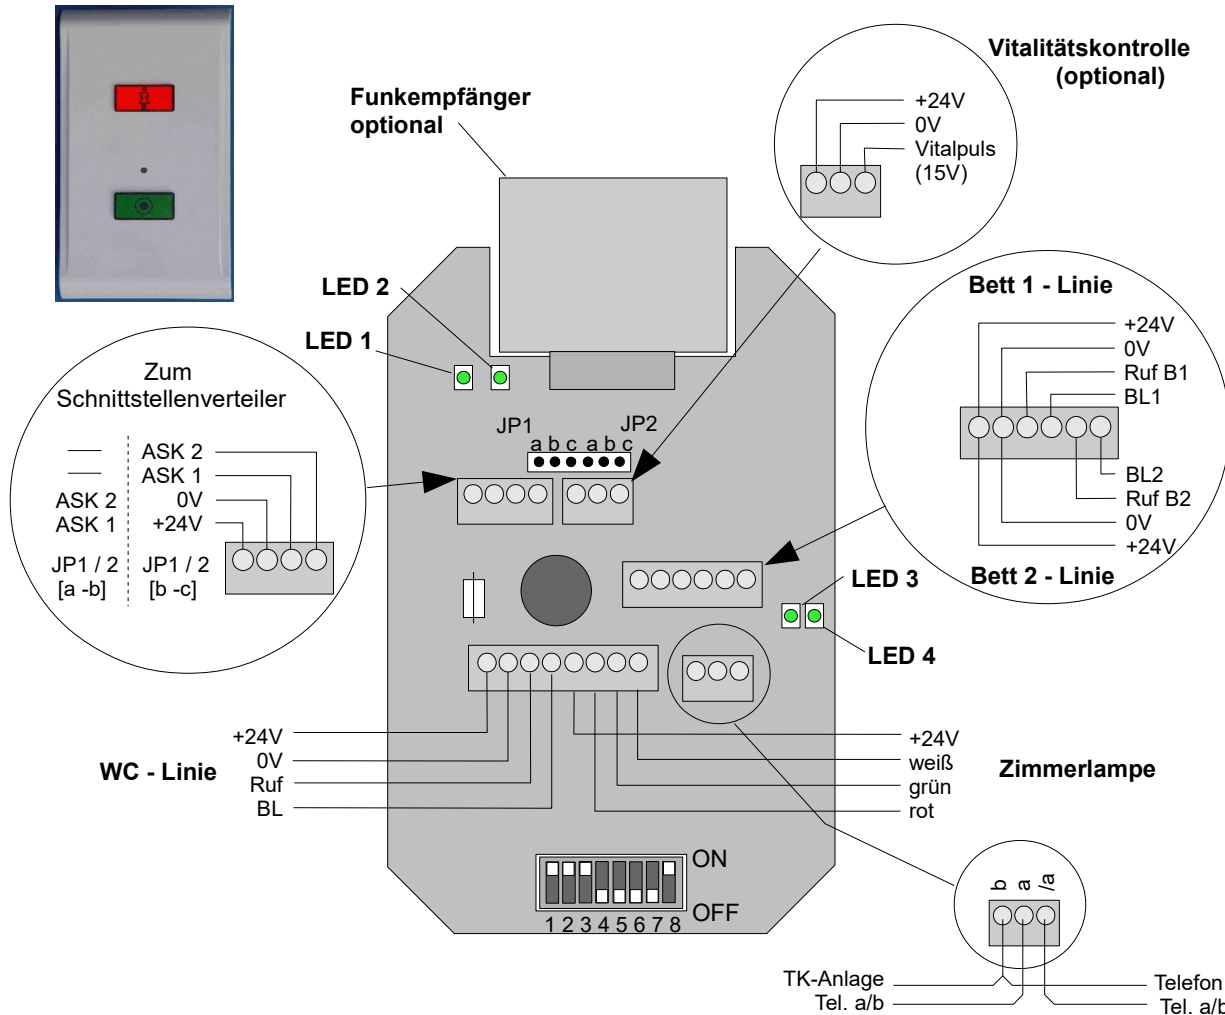 Vitalitätskontrolle
(optional)
+24V
0V
Vitalpuls
(15V)
Funkempfänger
optional
LED 2
LED 1
Bett 1 - Linie
+24V
0V
Ruf B1
BL1
BL2
Ruf B2
0V
+24V
Bett 2 - Linie
Zum
Schnittstellenverteiler
ASK 2
ASK 1
ASK 2 0V
ASK 1 +24V
JP1 / 2 JP1 / 2
[a -b] [b -c]
JP1 JP2
a b c a b c
LED 3
LED 4
WC - Linie
+24V
0V
Ruf
BL
+24V
weiß
grün
rot
Zimmerlampe
ON
OFF
1 2 3 4 5 6 7 8
b a /a
TK-Anlage
Tel. a/b
Telefon
Tel. a/b